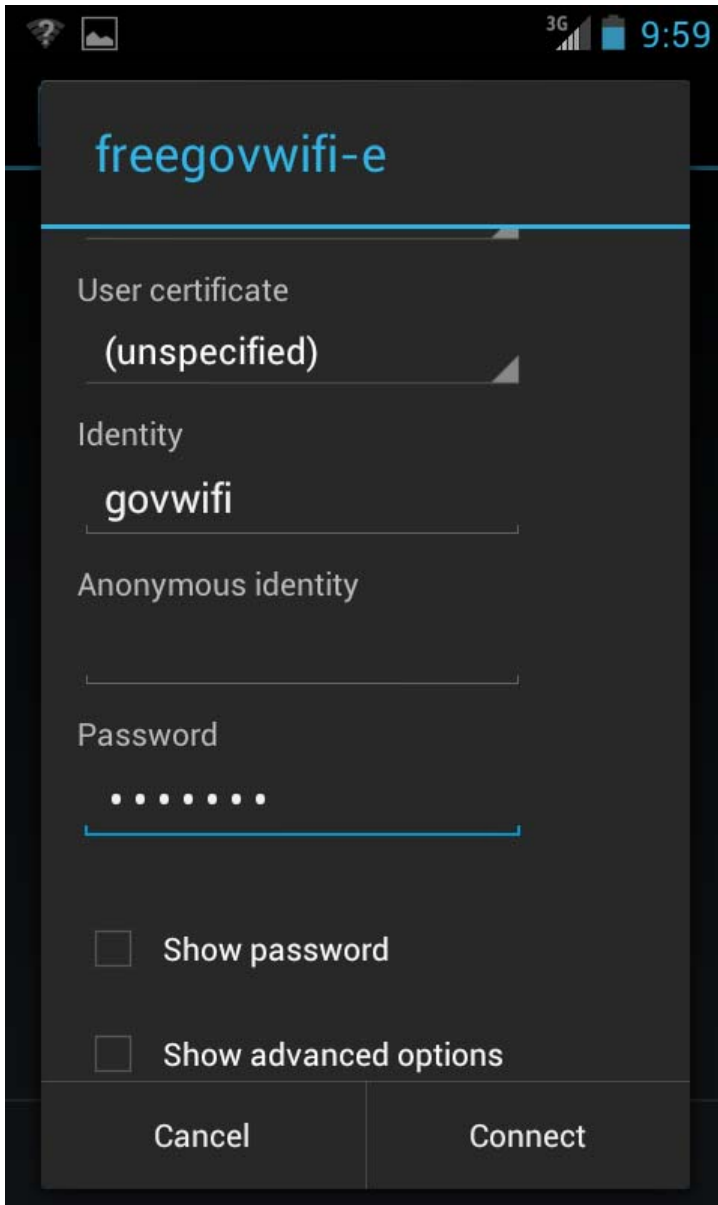 3G 9:59
freegovwifi-e
User certificate
(unspecified)
Identity
govwifi
Anonymous identity
Password
•••••••
Show password
Show advanced options
Cancel Connect